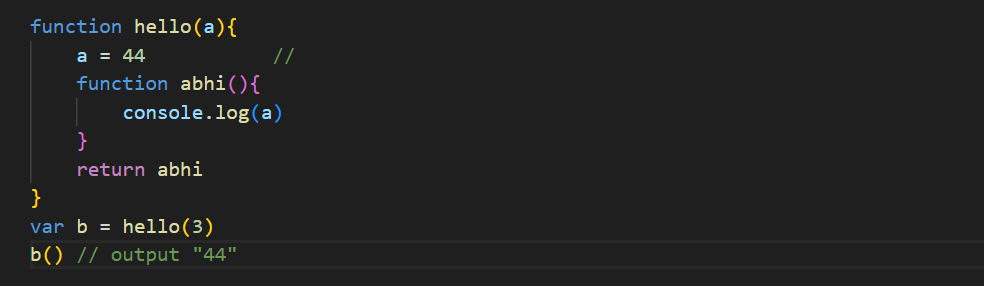 function hello(a){
    a = 44           //
    function abhi(){
        console.log(a)
    }
    return abhi
}
var b = hello(3)
b() // output "44"